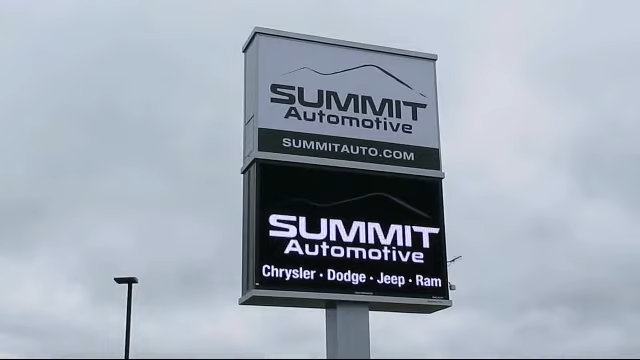 SUMMIT
Automotive
SUMMITAUTO.COM
SUMMIT
Automotive
Chrysler · Dodge · Jeep · Ram